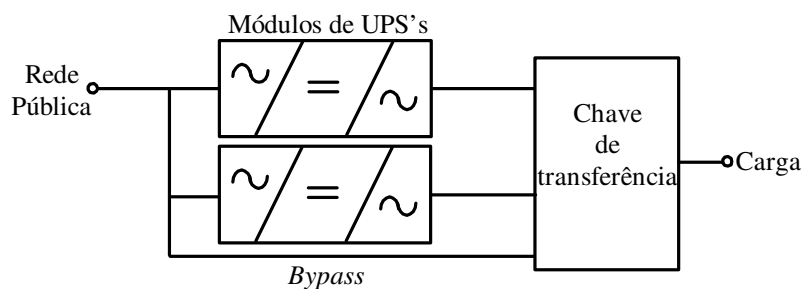 Módulos de UPS’s
Rede
Pública
Chave
de
transferência
Carga
Bypass